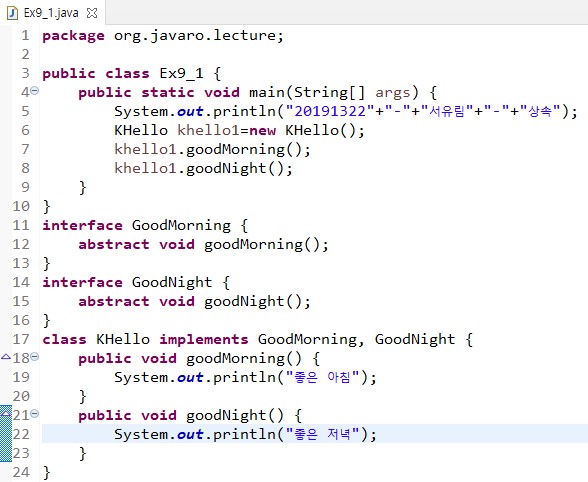 Ex9_1.java
1 package org.javaro.lecture;
2
3 public class Ex9_1 {
4     public static void main(String[] args) {
5         System.out.println("20191322"+"-"+"서유림"+"-"+"상속");
6         KHello khello1=new KHello();
7         khello1.goodMorning();
8         khello1.goodNight();
9     }
10 }
11 interface GoodMorning {
12     abstract void goodMorning();
13 }
14 interface GoodNight {
15     abstract void goodNight();
16 }
17 class KHello implements GoodMorning, GoodNight {
18     public void goodMorning() {
19         System.out.println("좋은 아침");
20     }
21     public void goodNight() {
22         System.out.println("좋은 저녁");
23     }
24 }